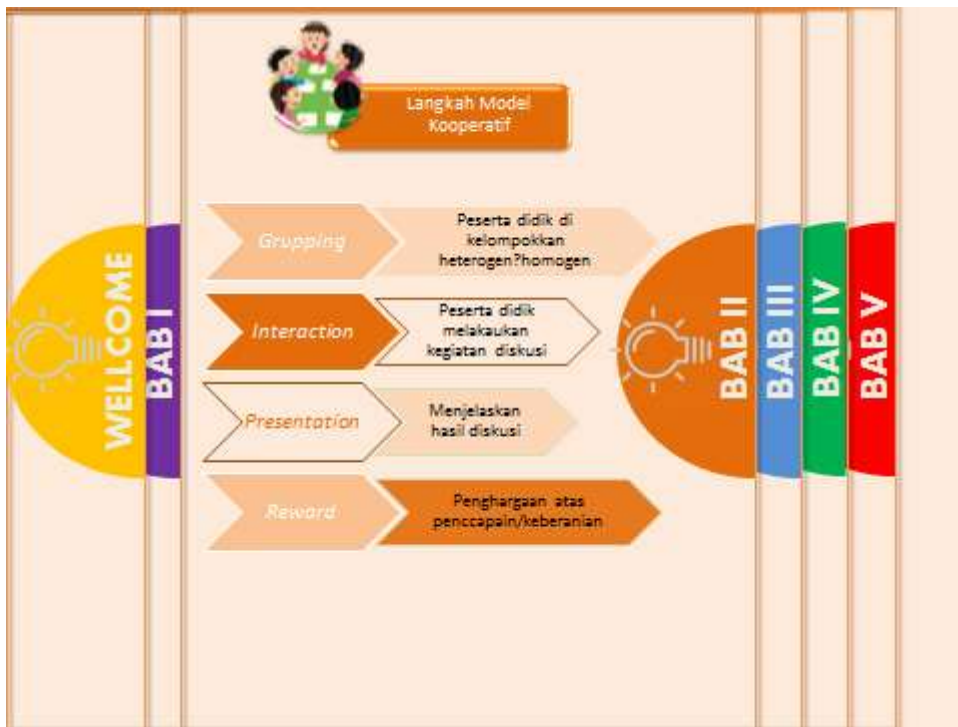 Langkah Model
Kooperatif
WELLCOME
BAB I
Grupping
Peserta didik di
kelompokkan
heterogen?homogen
Interaction
Peserta didik
melakaukan
kegiatan diskusi
Presentation
Menjelaskan
hasil diskusi
Reward
Penghargaan atas
penccapain/keberanian
BAB II
BAB III
BAB IV
BAB V